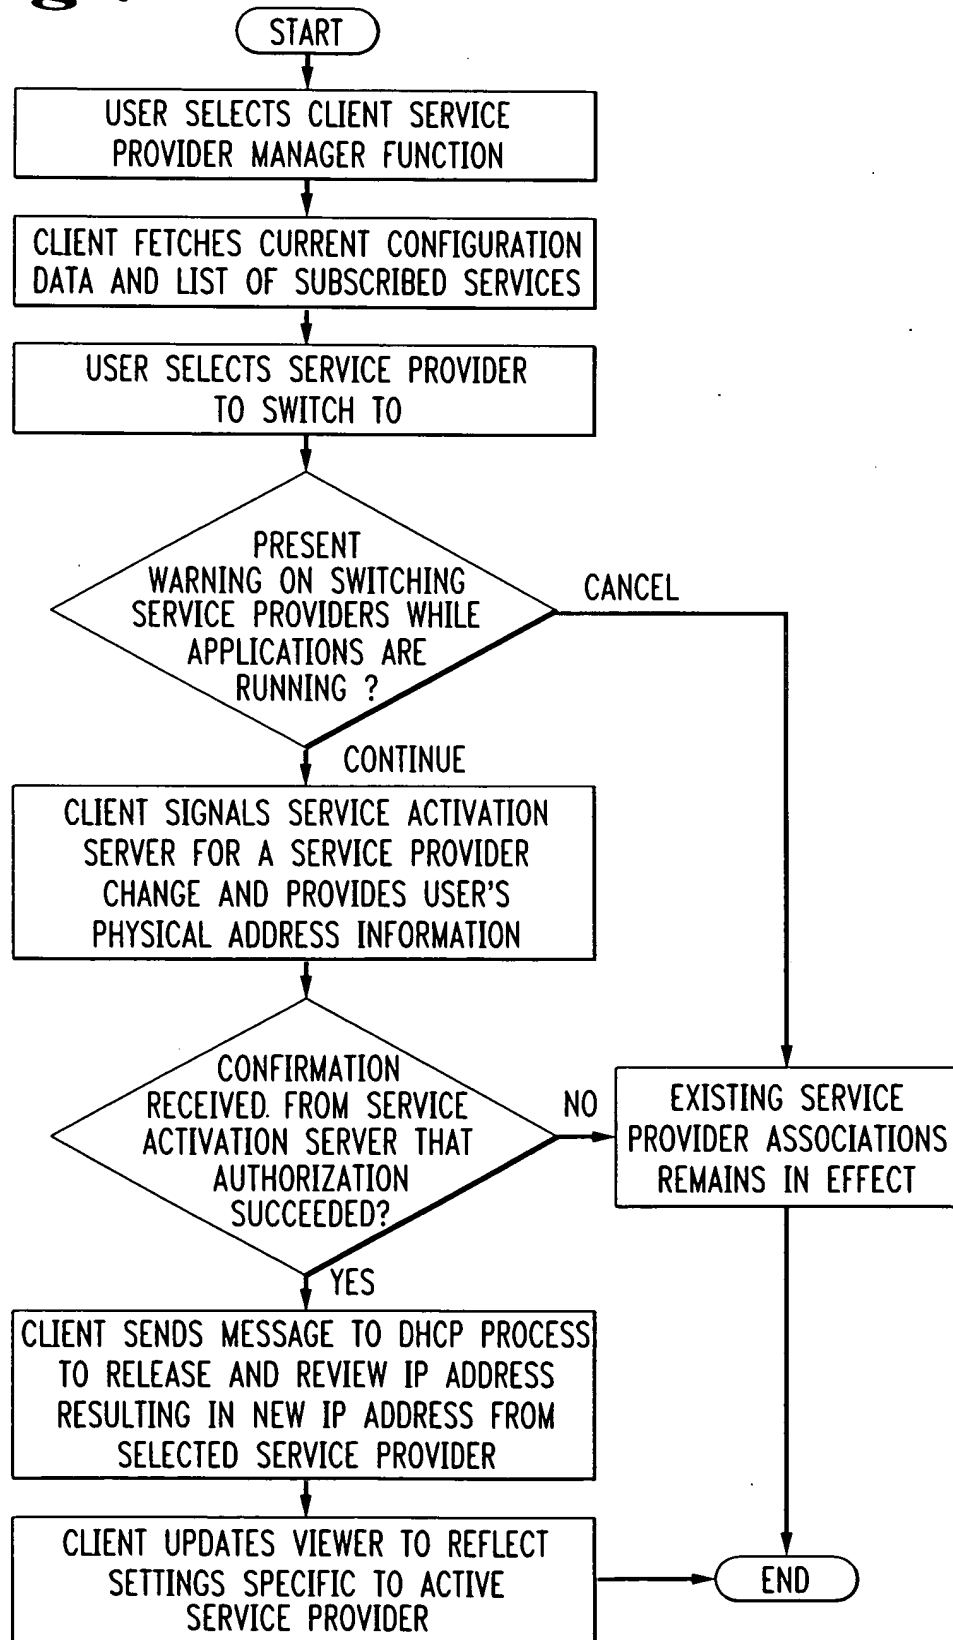 START
USER SELECTS CLIENT SERVICE
PROVIDER MANAGER FUNCTION
CLIENT FETCHES CURRENT CONFIGURATION
DATA AND LIST OF SUBSCRIBED SERVICES
USER SELECTS SERVICE PROVIDER
TO SWITCH TO
PRESENT
WARNING ON SWITCHING
SERVICE PROVIDERS WHILE
APPLICATIONS ARE
RUNNING ?
CANCEL
CONTINUE
CLIENT SIGNALS SERVICE ACTIVATION
SERVER FOR A SERVICE PROVIDER
CHANGE AND PROVIDES USER'S
PHYSICAL ADDRESS INFORMATION
CONFIRMATION
RECEIVED. FROM SERVICE
ACTIVATION SERVER THAT
AUTHORIZATION
SUCCEEDED?
NO
EXISTING SERVICE
PROVIDER ASSOCIATIONS
REMAINS IN EFFECT
YES
CLIENT SENDS MESSAGE TO DHCP PROCESS
TO RELEASE AND REVIEW IP ADDRESS
RESULTING IN NEW IP ADDRESS FROM
SELECTED SERVICE PROVIDER
CLIENT UPDATES VIEWER TO REFLECT
SETTINGS SPECIFIC TO ACTIVE
SERVICE PROVIDER
END